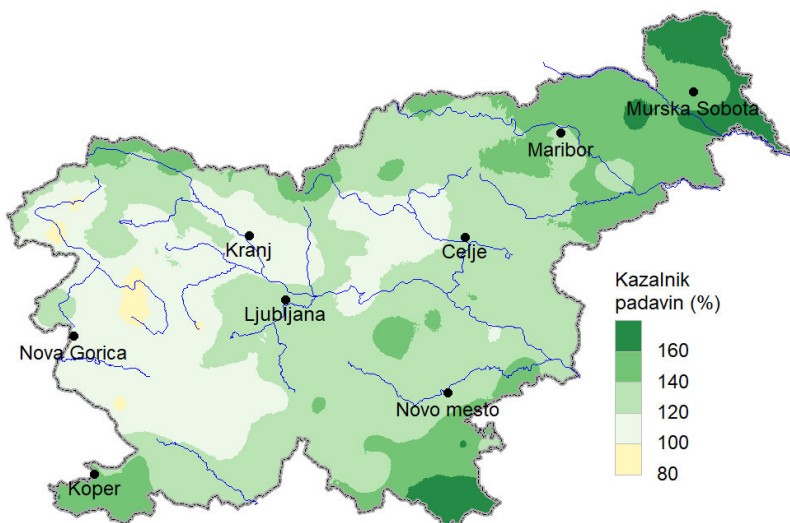 Murska Sobota
Maribor
Kranj
Celje
Ljubljana
Nova Gorica
Novo mesto
Koper
Kazalnik
padavin (%)
160
140
120
100
80